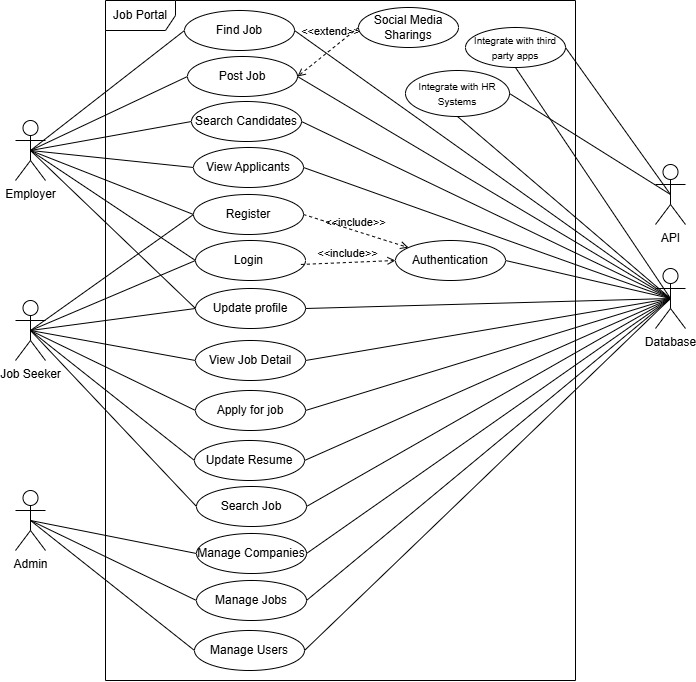 Job Portal
Find Job
<<extend>>
Social Media
Sharings
Integrate with third
party apps
Post Job
Integrate with HR
Systems
Search Candidates
View Applicants
Employer
Register
<<include>>
API
Login
<<include>>
Authentication
Update profile
Database
View Job Detail
Job Seeker
Apply for job
Update Resume
Search Job
Manage Companies
Admin
Manage Jobs
Manage Users